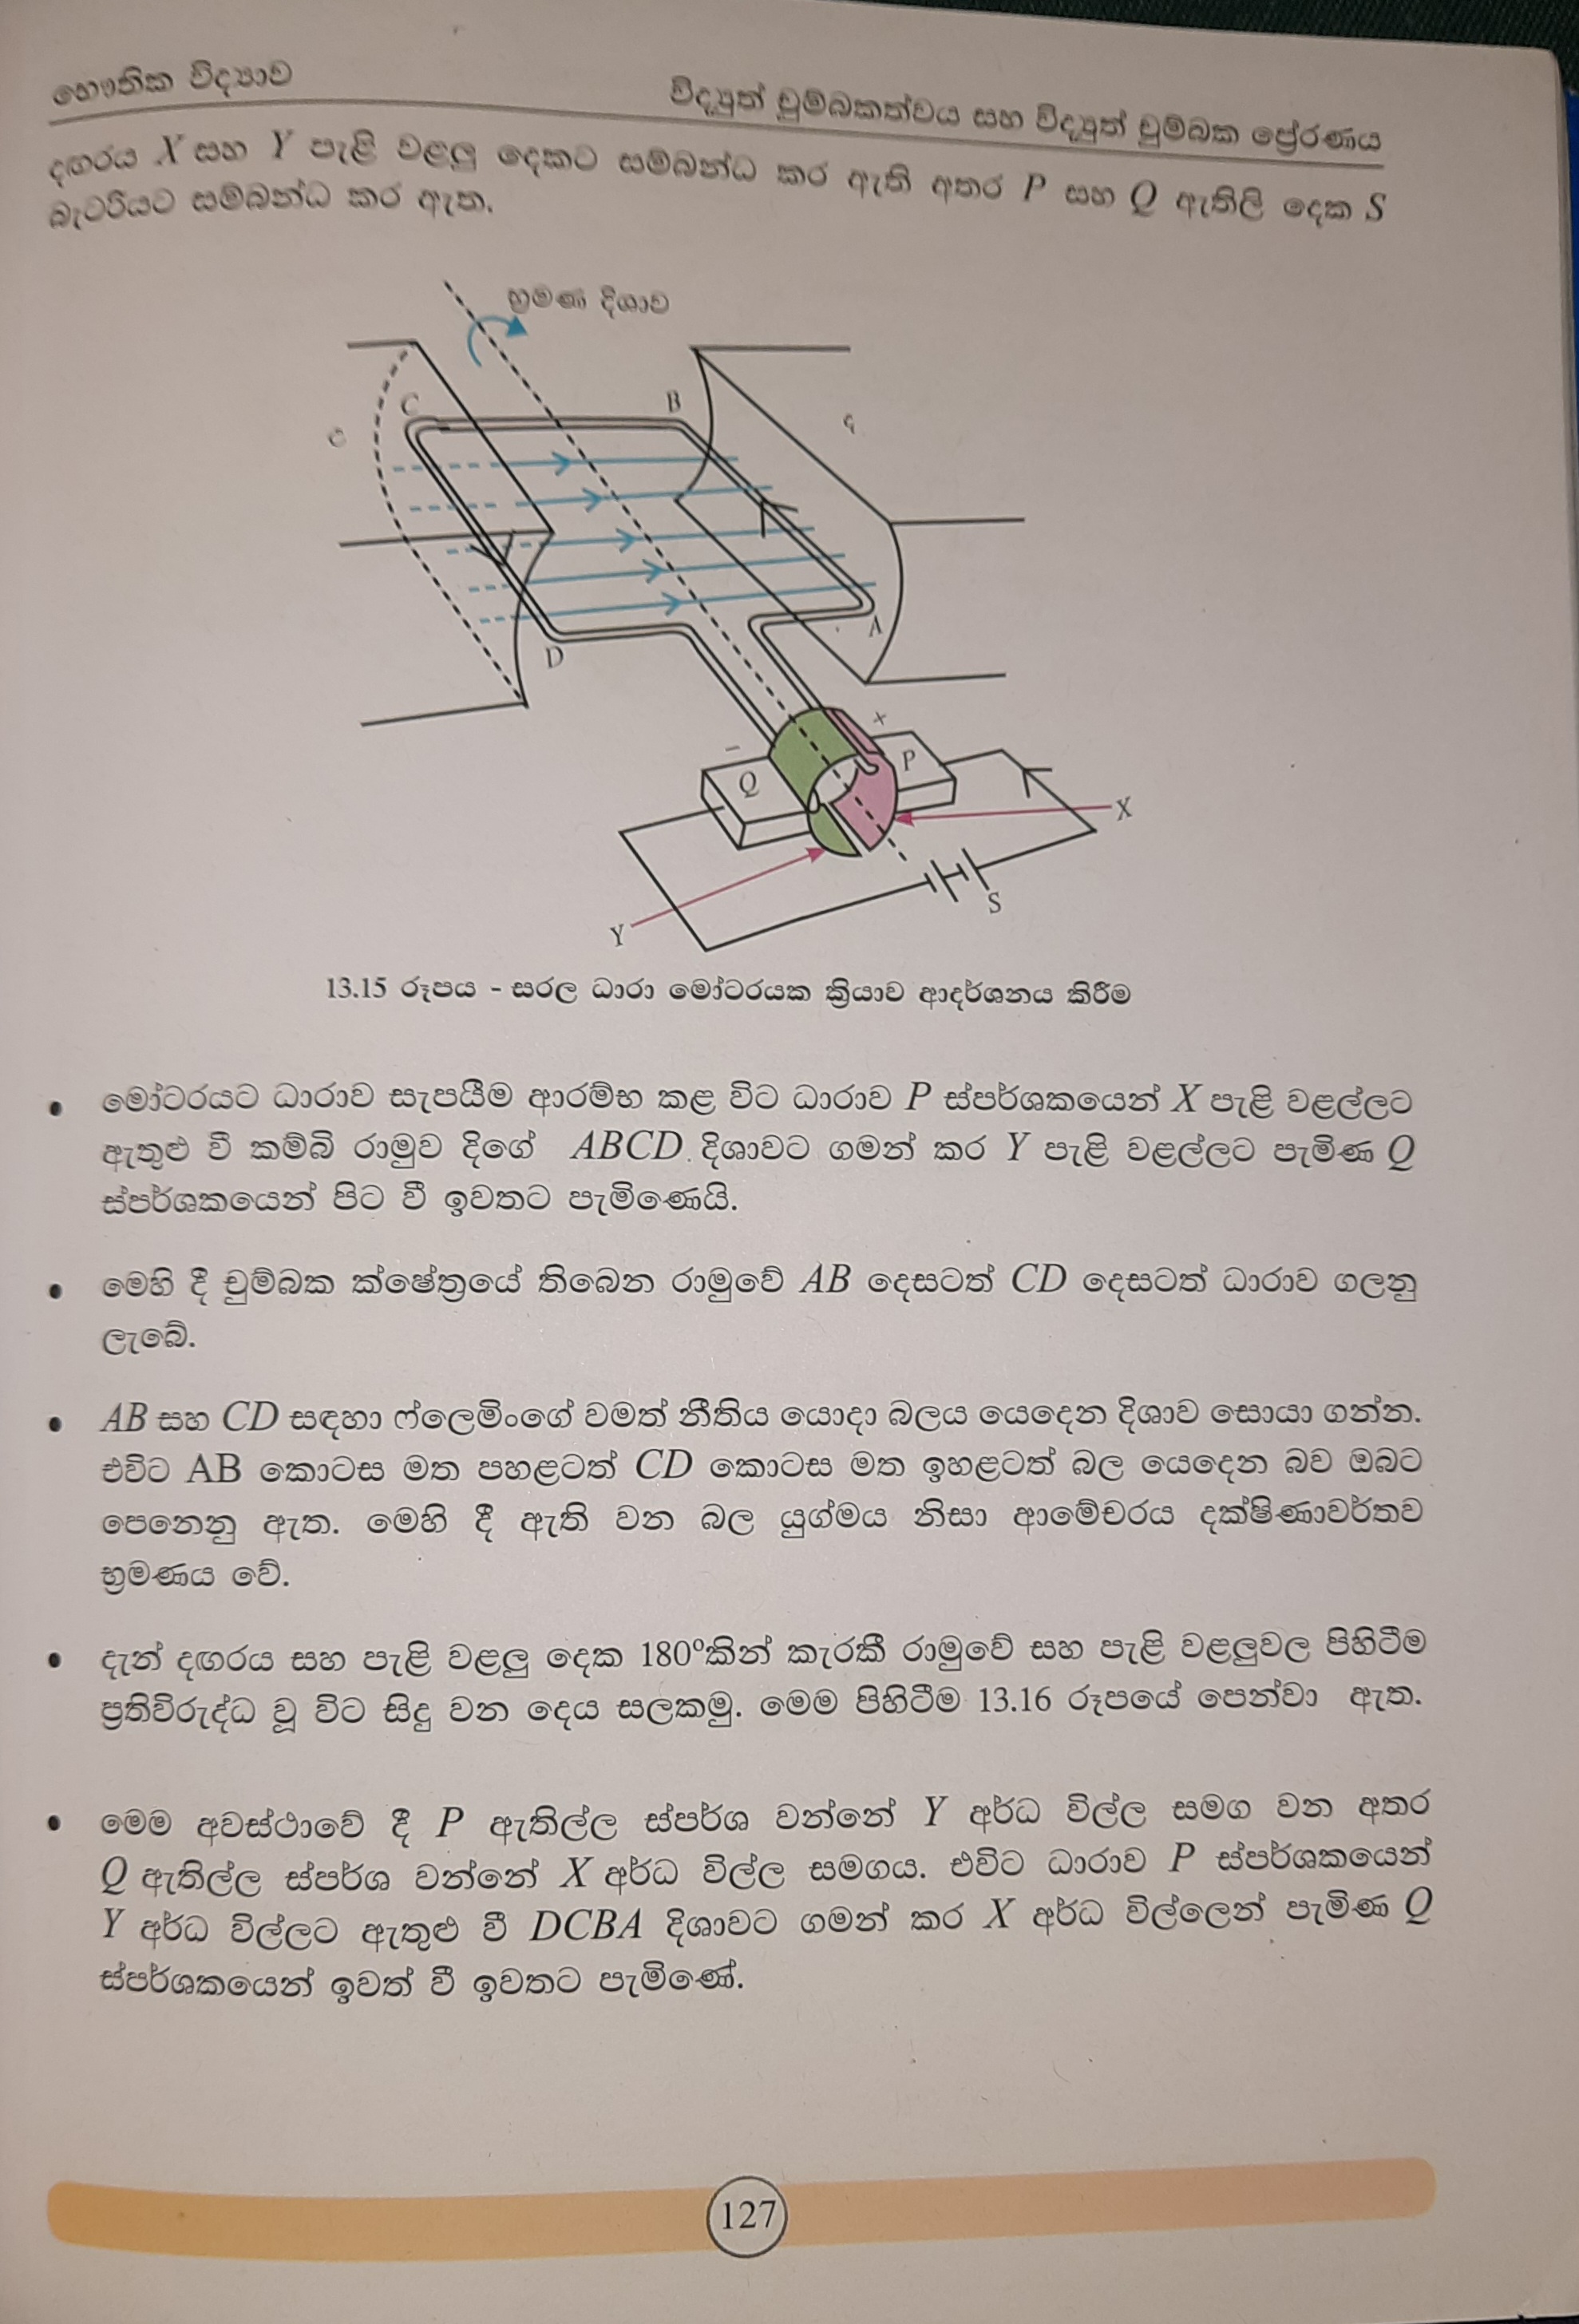 භෞතික විද්‍යාව
විද්‍යුත් චුම්බකත්වය සහ විද්‍යුත් චුම්බක ප්‍රේරණය
දඟරය X සහ Y පැළි වළලු දෙකට සම්බන්ධ කර ඇති අතර P සහ Q ඇතිලි දෙක S
බැටරියට සම්බන්ධ කර ඇත.
භ්‍රමණ දිශාව
C
B
A
D
+
−
Q
P
X
S
Y
13.15 රූපය - සරල ධාරා මෝටරයක ක්‍රියාව ආදර්ශනය කිරීම
• මෝටරයට ධාරාව සැපයීම ආරම්භ කළ විට ධාරාව P ස්පර්ශකයෙන් X පැළි වළල්ලට
ඇතුළු වී කම්බි රාමුව දිගේ ABCD දිශාවට ගමන් කර Y පැළි වළල්ලට පැමිණ Q
ස්පර්ශකයෙන් පිට වී ඉවතට පැමිණෙයි.
• මෙහි දී චුම්බක ක්ෂේත්‍රයේ තිබෙන රාමුවේ AB දෙසටත් CD දෙසටත් ධාරාව ගලනු
ලැබේ.
• AB සහ CD සඳහා ෆ්ලෙමිංගේ වමත් නීතිය යොදා බලය යෙදෙන දිශාව සොයා ගන්න.
එවිට AB කොටස මත පහළටත් CD කොටස මත ඉහළටත් බල යෙදෙන බව ඔබට
පෙනෙනු ඇත. මෙහි දී ඇති වන බල යුග්මය නිසා ආමේචරය දක්ෂිණාවර්තව
භ්‍රමණය වේ.
• දැන් දඟරය සහ පැළි වළලු දෙක 180°කින් කැරකී රාමුවේ සහ පැළි වළලුවල පිහිටීම
ප්‍රතිවිරුද්ධ වූ විට සිදු වන දෙය සලකමු. මෙම පිහිටීම 13.16 රූපයේ පෙන්වා ඇත.
• මෙම අවස්ථාවේ දී P ඇතිල්ල ස්පර්ශ වන්නේ Y අර්ධ විල්ල සමග වන අතර
Q ඇතිල්ල ස්පර්ශ වන්නේ X අර්ධ විල්ල සමගය. එවිට ධාරාව P ස්පර්ශකයෙන්
Y අර්ධ විල්ලට ඇතුළු වී DCBA දිශාවට ගමන් කර X අර්ධ විල්ලෙන් පැමිණ Q
ස්පර්ශකයෙන් ඉවත් වී ඉවතට පැමිණේ.
127